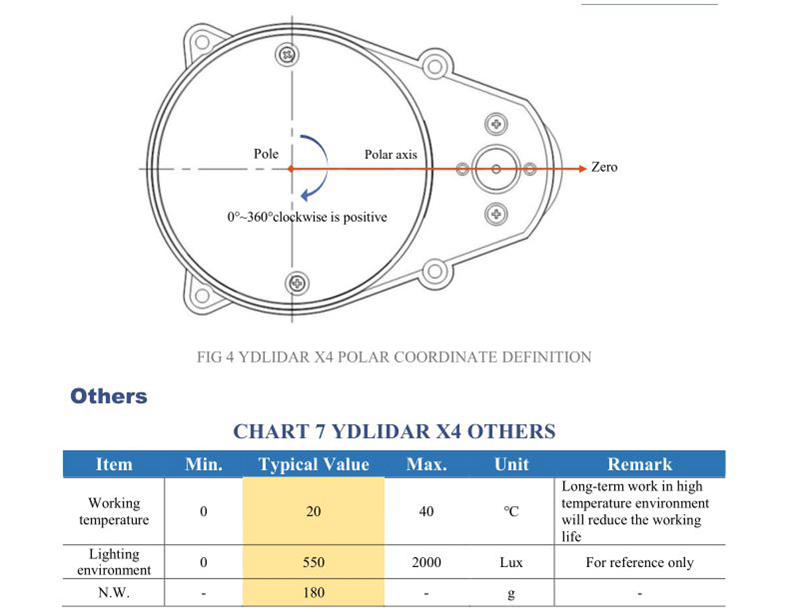 Pole
Polar axis
Zero
0°~360°clockwise is positive
FIG 4 YDLIDAR X4 POLAR COORDINATE DEFINITION
Others
CHART 7 YDLIDAR X4 OTHERS
Item Min. Typical Value Max. Unit Remark
Working temperature 0 20 40 ℃ Long-term work in high
temperature environment
will reduce the working
life
Lighting environment 0 550 2000 Lux For reference only
N.W. - 180 - g -